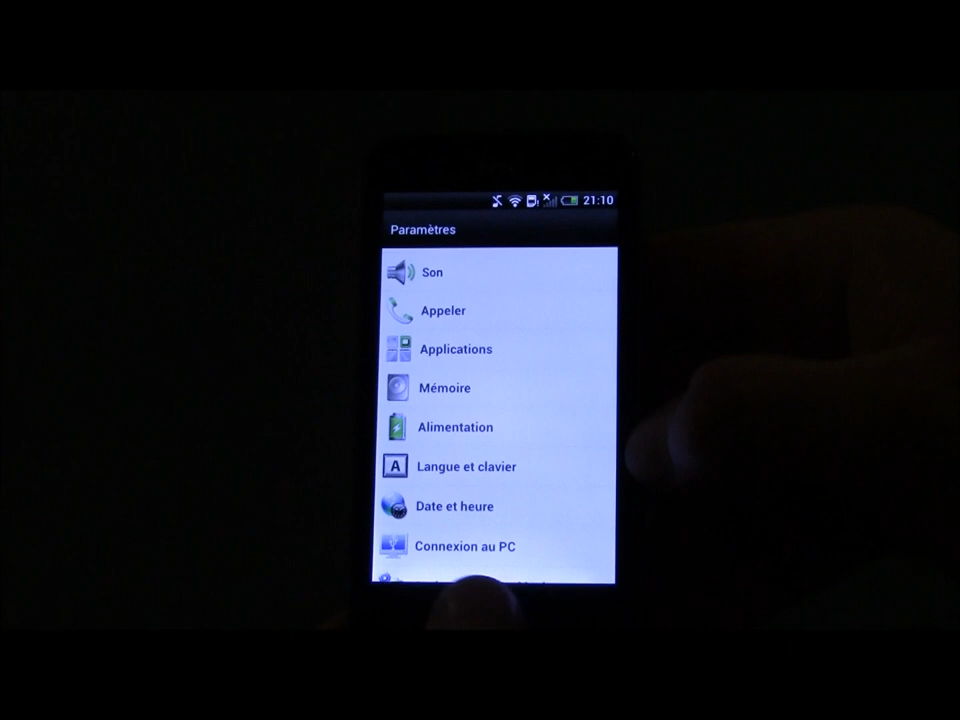 21:10
Paramètres
Son
Appeler
Applications
Mémoire
Alimentation
A
Langue et clavier
Date et heure
Connexion au PC